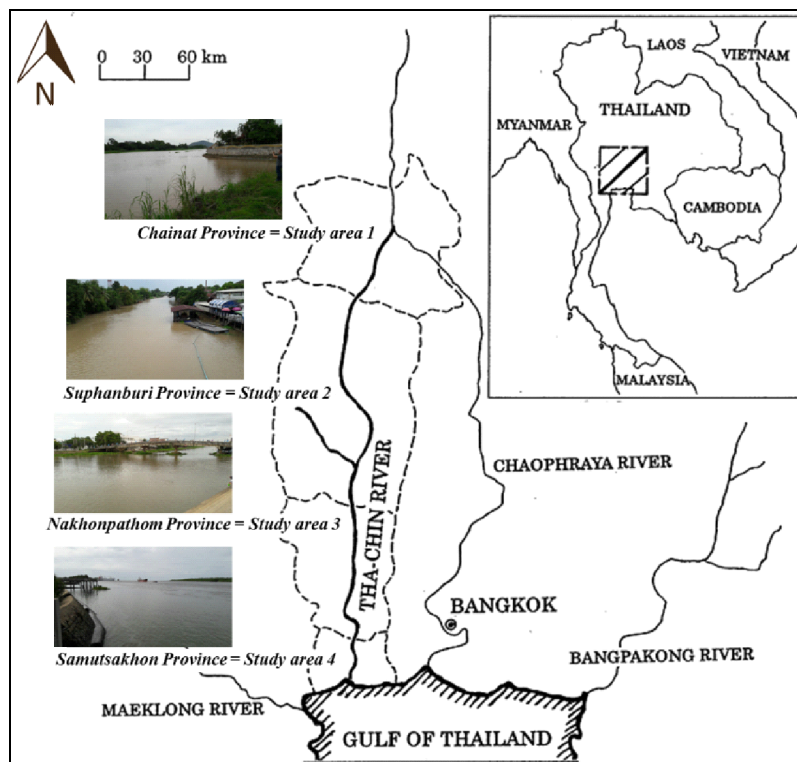 N
0 30 60 km
LAOS
VIETNAM
THAILAND
MYANMAR
CAMBODIA
MALAYSIA
Chainat Province = Study area 1
Suphanburi Province = Study area 2
Nakhonpathom Province = Study area 3
Samutsakhon Province = Study area 4
THA-CHIN RIVER
CHAOPHRAYA RIVER
BANGKOK
BANGPAKONG RIVER
MAEKLONG RIVER
GULF OF THAILAND